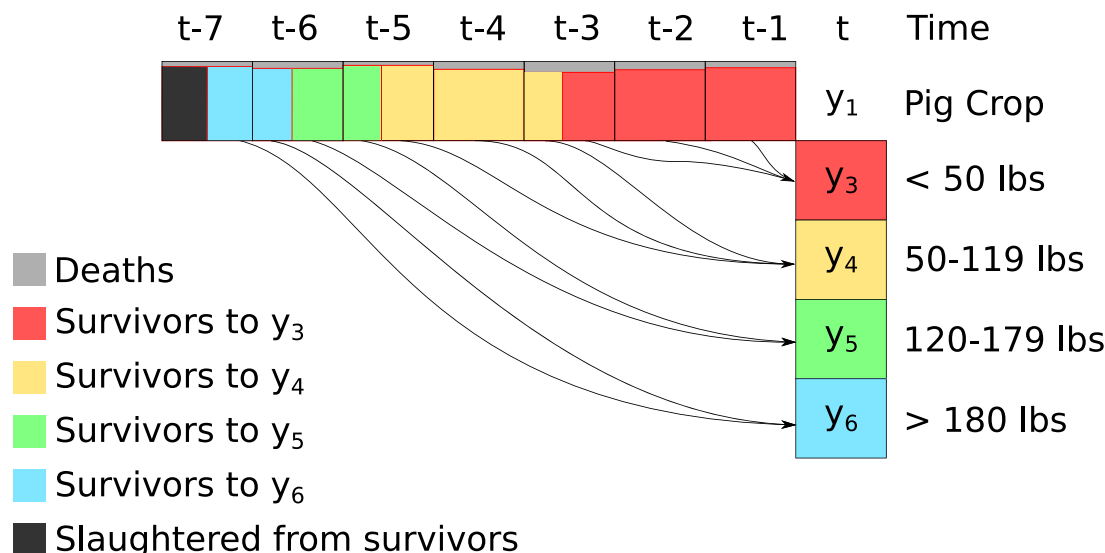 t-7 t-6 t-5 t-4 t-3 t-2 t-1 t Time
y₁ Pig Crop
y₃ < 50 lbs
y₄ 50-119 lbs
y₅ 120-179 lbs
y₆ > 180 lbs
Deaths
Survivors to y₃
Survivors to y₄
Survivors to y₅
Survivors to y₆
Slaughtered from survivors